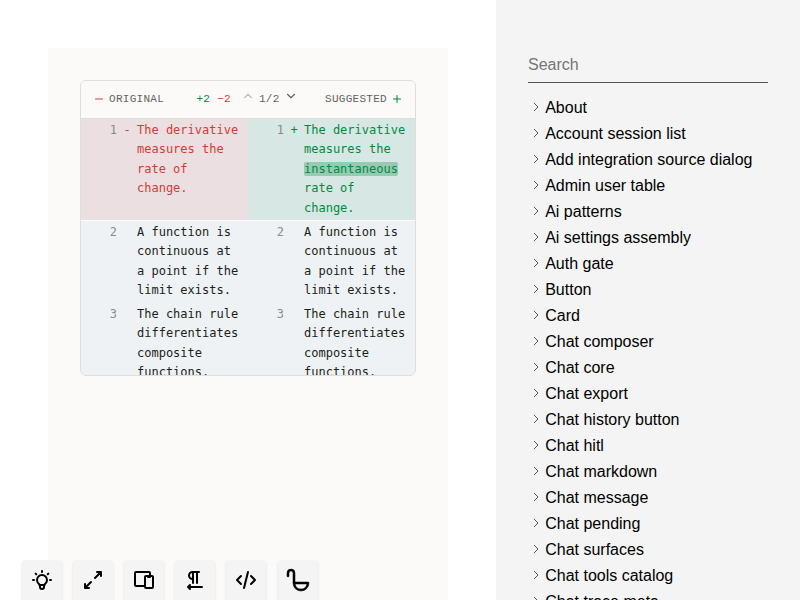 ORIGINAL +2 −2 1/2 SUGGESTED
1 - The derivative
measures the
rate of
change.
1 + The derivative
measures the
instantaneous
rate of
change.
2 A function is
continuous at
a point if the
limit exists.
2 A function is
continuous at
a point if the
limit exists.
3 The chain rule
differentiates
composite
functions.
3 The chain rule
differentiates
composite
functions.
Search
About
Account session list
Add integration source dialog
Admin user table
Ai patterns
Ai settings assembly
Auth gate
Button
Card
Chat composer
Chat core
Chat export
Chat history button
Chat hitl
Chat markdown
Chat message
Chat pending
Chat surfaces
Chat tools catalog
Chat trace meta